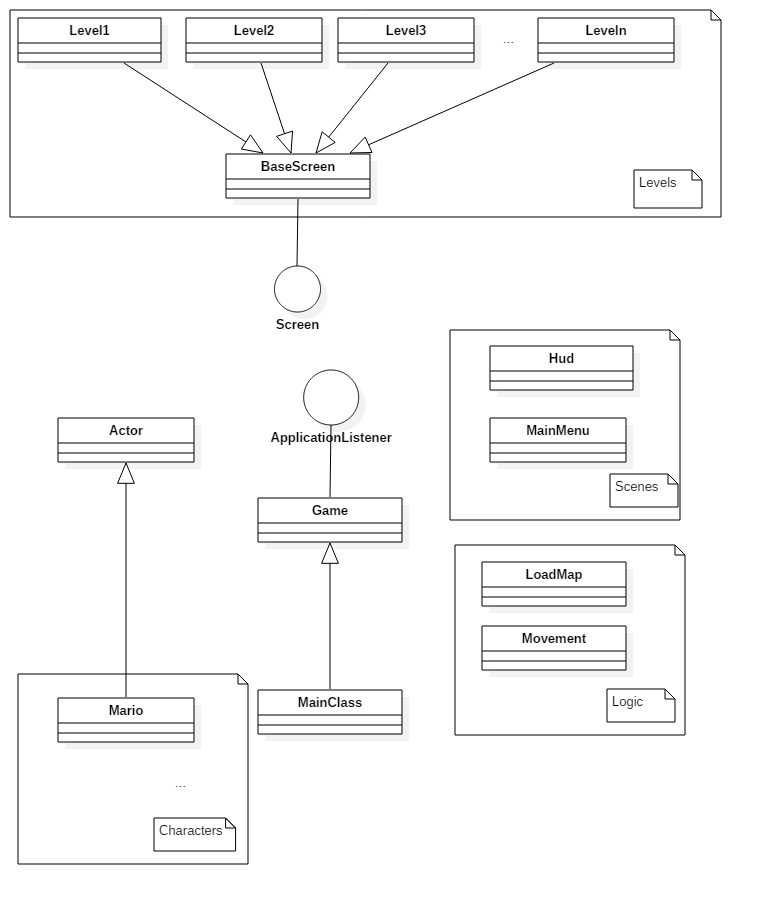 Level1
Level2
Level3
...
Leveln
BaseScreen
Levels
Screen
Hud
ApplicationListener
Actor
MainMenu
Scenes
Game
LoadMap
Movement
Mario
MainClass
Logic
...
Characters